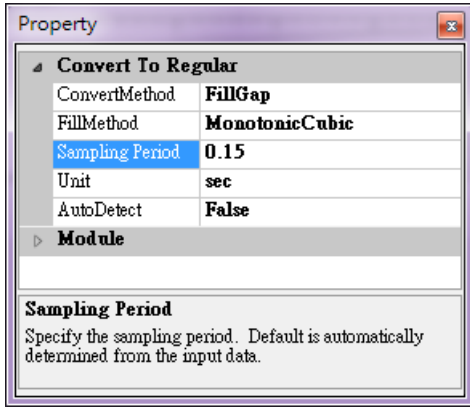 Property
Convert To Regular
ConvertMethod FillGap
FillMethod MonotonicCubic
Sampling Period 0.15
Unit sec
AutoDetect False
Module
Sampling Period
Specify the sampling period. Default is automatically
determined from the input data.